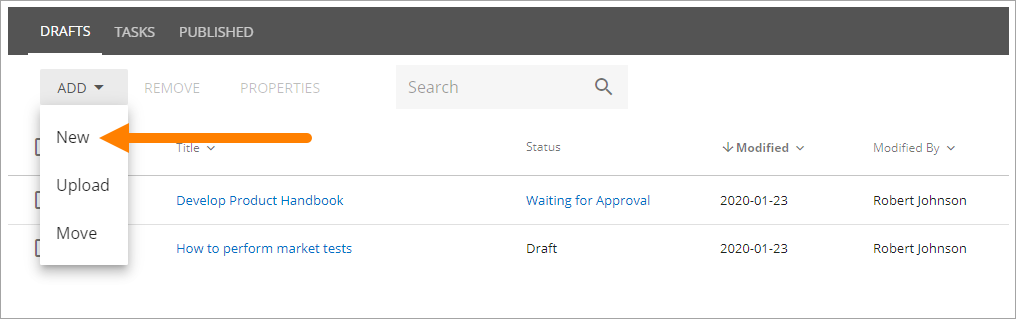 DRAFTS TASKS PUBLISHED
ADD REMOVE PROPERTIES Search
New
Title Status Modified Modified By
Upload
Develop Product Handbook Waiting for Approval 2020-01-23 Robert Johnson
Move
How to perform market tests Draft 2020-01-23 Robert Johnson